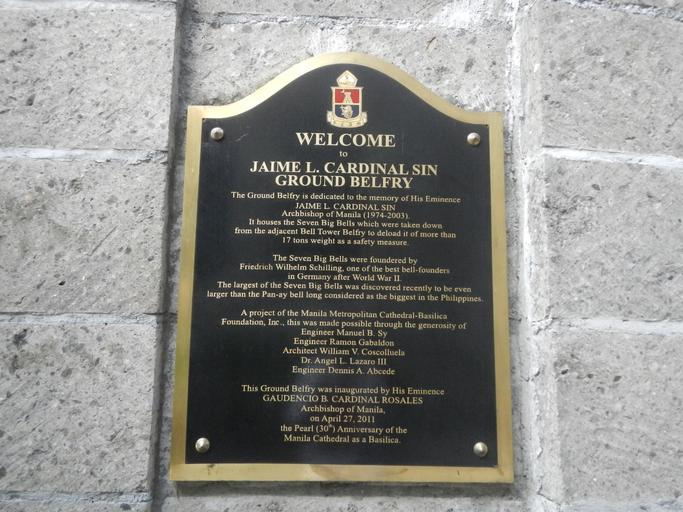 WELCOME
to
JAIME L. CARDINAL SIN
GROUND BELFRY
The Ground Belfry is dedicated to the memory of His Eminence
JAIME L. CARDINAL SIN
Archbishop of Manila (1974-2003).
It houses the Seven Big Bells which were taken down
from the adjacent Bell Tower Belfry to deload it of more than
17 tons weight as a safety measure.
The Seven Big Bells were foundered by
Friedrich Wilhelm Schilling, one of the best bell-founders
in Germany after World War II.
The largest of the Seven Big Bells was discovered recently to be even
larger than the Pan-ay bell long considered as the biggest in the Philippines.
A project of the Manila Metropolitan Cathedral-Basilica
Foundation, Inc., this was made possible through the generosity of
Engineer Manuel B. Sy
Engineer Ramon Gabaldon
Architect William V. Coscolluela
Dr. Angel L. Lazaro III
Engineer Dennis A. Abcede
This Ground Belfry was inaugurated by His Eminence
GAUDENCIO B. CARDINAL ROSALES
Archbishop of Manila,
on April 27, 2011
the Pearl (30th) Anniversary of the
Manila Cathedral as a Basilica.